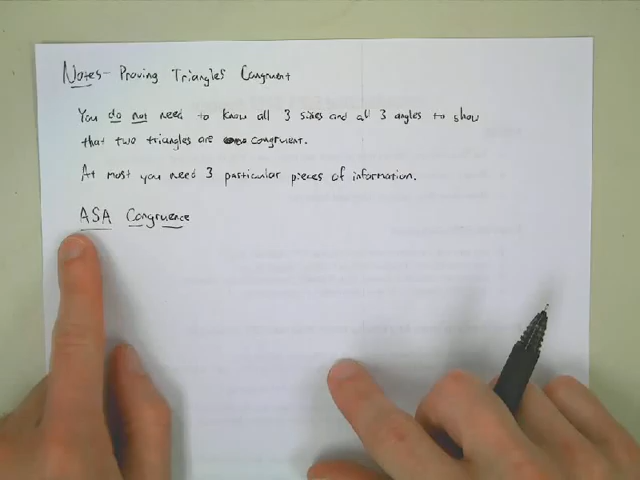 Notes - Proving Triangles Congruent
You do not need to know all 3 sides and all 3 angles to show
that two triangles are congruent.
At most you need 3 particular pieces of information.
ASA Congruence